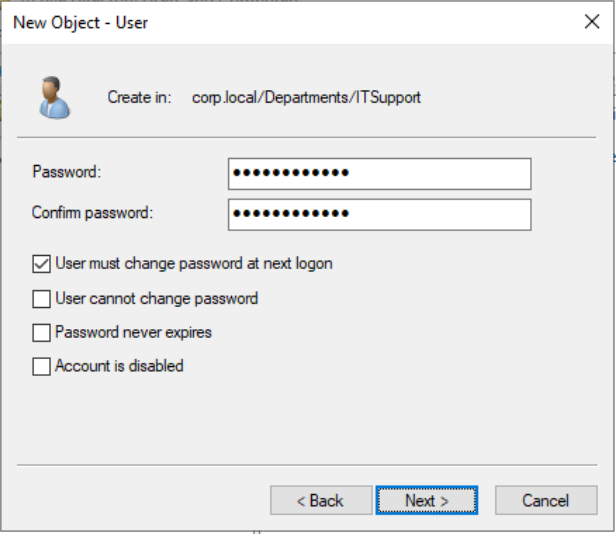 New Object - User
Create in: corp.local/Departments/ITSupport
Password: ••••••••••••
Confirm password: ••••••••••••
User must change password at next logon
User cannot change password
Password never expires
Account is disabled
< Back Next > Cancel